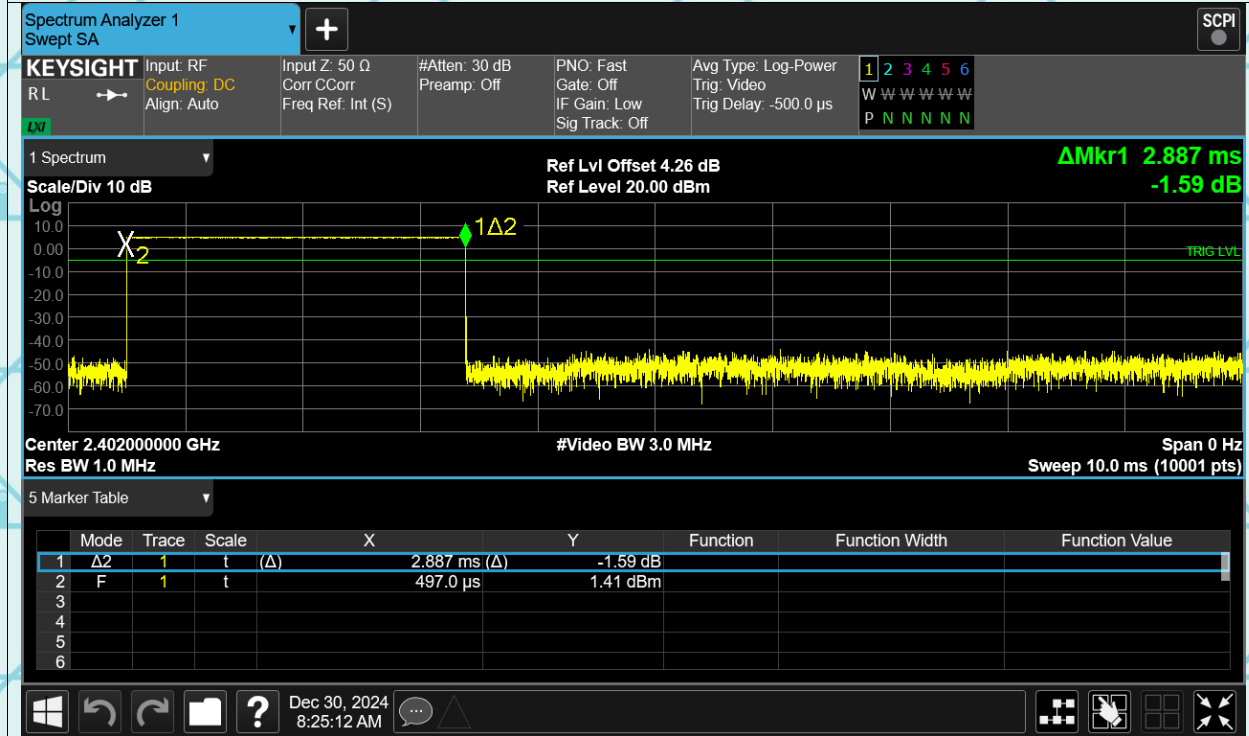 Spectrum Analyzer 1
Swept SA
SCPI
KEYSIGHT
R L
LXI
Input: RF
Coupling: DC
Align: Auto
Input Z: 50 Ω
Corr CCorr
Freq Ref: Int (S)
#Atten: 30 dB
Preamp: Off
PNO: Fast
Gate: Off
IF Gain: Low
Sig Track: Off
Avg Type: Log-Power
Trig: Video
Trig Delay: -500.0 µs
1 2 3 4 5 6
W W W W W W
P N N N N N
1 Spectrum
Scale/Div 10 dB
Ref Lvl Offset 4.26 dB
Ref Level 20.00 dBm
ΔMkr1 2.887 ms
-1.59 dB
Log
10.0
0.00
-10.0
-20.0
-30.0
-40.0
-50.0
-60.0
-70.0
X2
1Δ2
TRIG LVL
Center 2.402000000 GHz #Video BW 3.0 MHz Span 0 Hz
Res BW 1.0 MHz Sweep 10.0 ms (10001 pts)
5 Marker Table
Mode Trace Scale X Y Function Function Width Function Value
1 Δ2 1 t (Δ) 2.887 ms (Δ) -1.59 dB
2 F 1 t 497.0 µs 1.41 dBm
3
4
5
6
?
Dec 30, 2024
8:25:12 AM